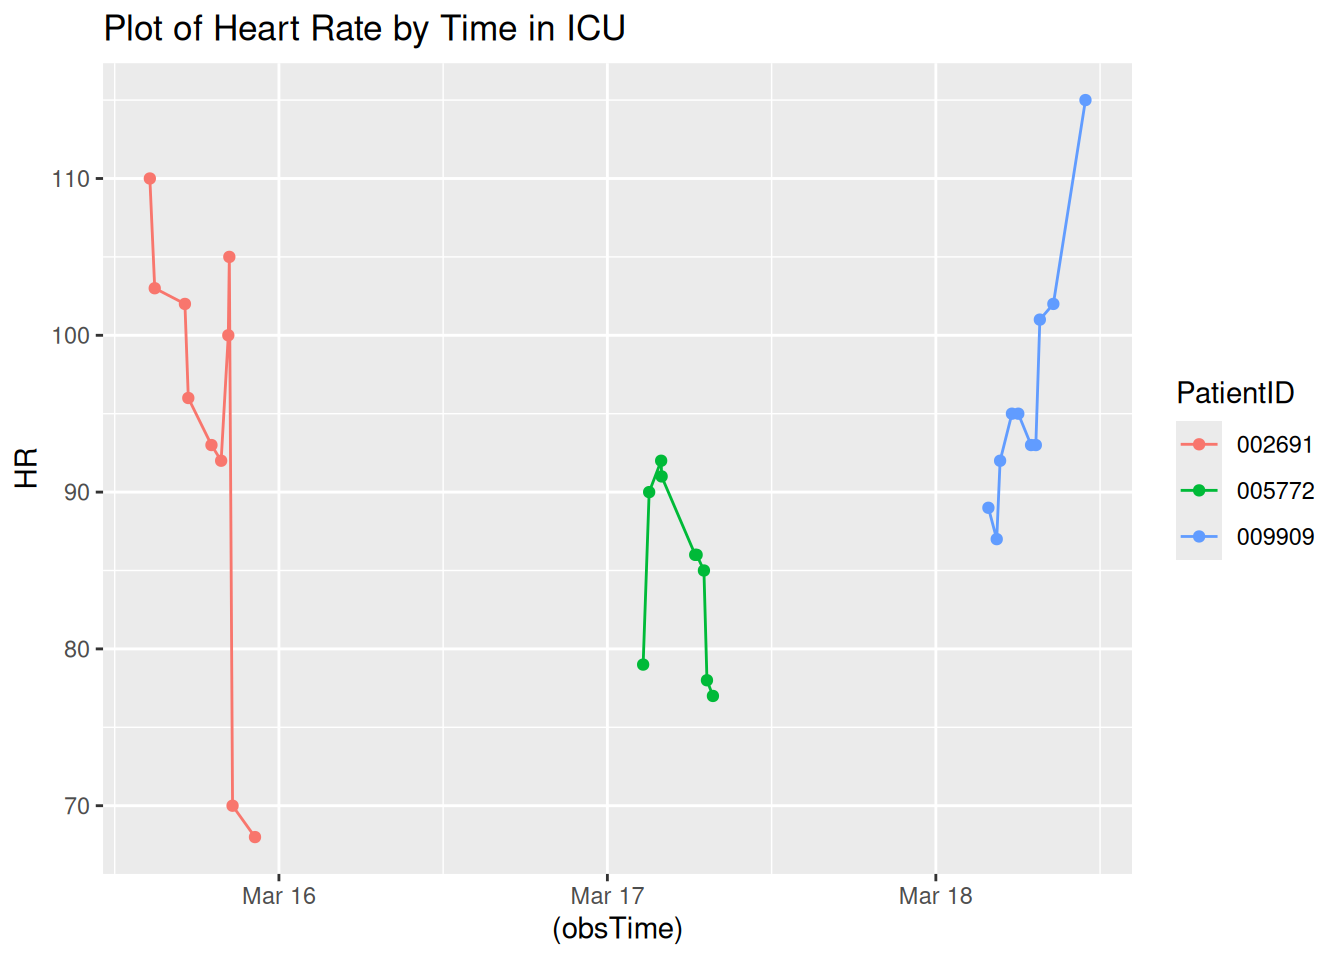 Plot of Heart Rate by Time in ICU
HR
110
100
90
80
70
Mar 16
Mar 17
Mar 18
(obsTime)
PatientID
002691
005772
009909